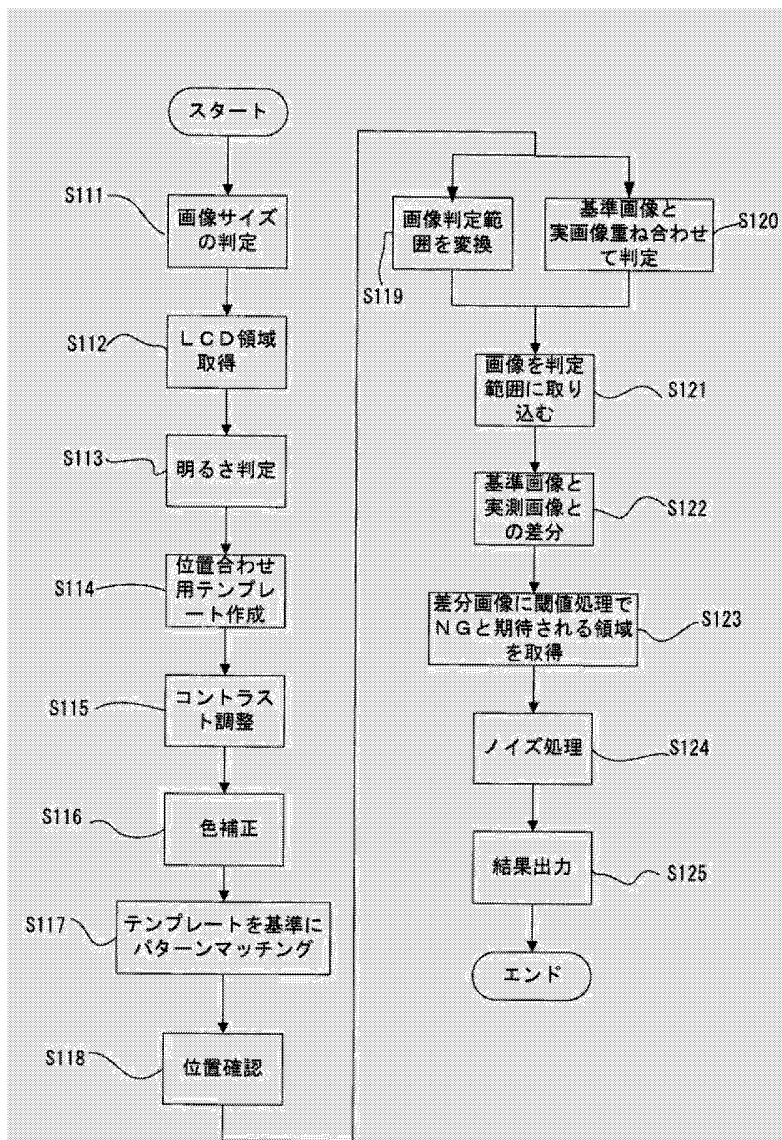 スタート
S111
画像サイズ
の判定
S112
LCD領域
取得
S113
明るさ判定
S114
位置合わせ
用テンプレ
ート作成
S115
コントラス
ト調整
S116
色補正
S117
テンプレートを基準に
パターンマッチング
S118
位置確認
画像判定範
囲を変換
S119
基準画像と
実画像重ね合わせ
て判定
S120
画像を判定
範囲に取り
込む
S121
基準画像と
実測画像と
の差分
S122
差分画像に閾値処理で
NGと期待される領域
を取得
S123
ノイズ処理
S124
結果出力
S125
エンド